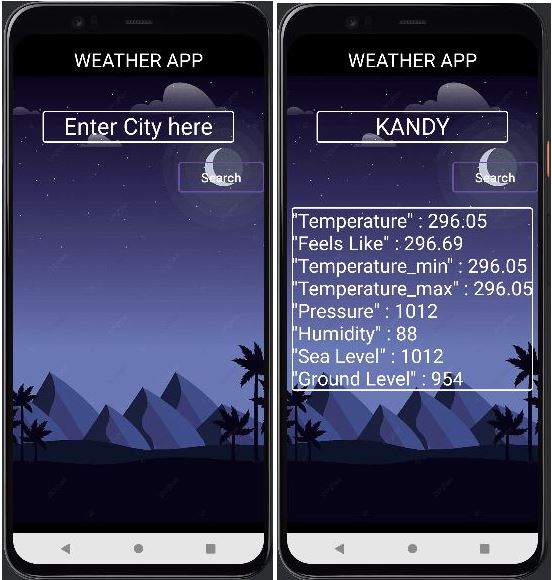 WEATHER APP
Enter City here
Search
WEATHER APP
KANDY
Search
"Temperature" : 296.05
"Feels Like" : 296.69
"Temperature_min" : 296.05
"Temperature_max" : 296.05
"Pressure" : 1012
"Humidity" : 88
"Sea Level" : 1012
"Ground Level" : 954